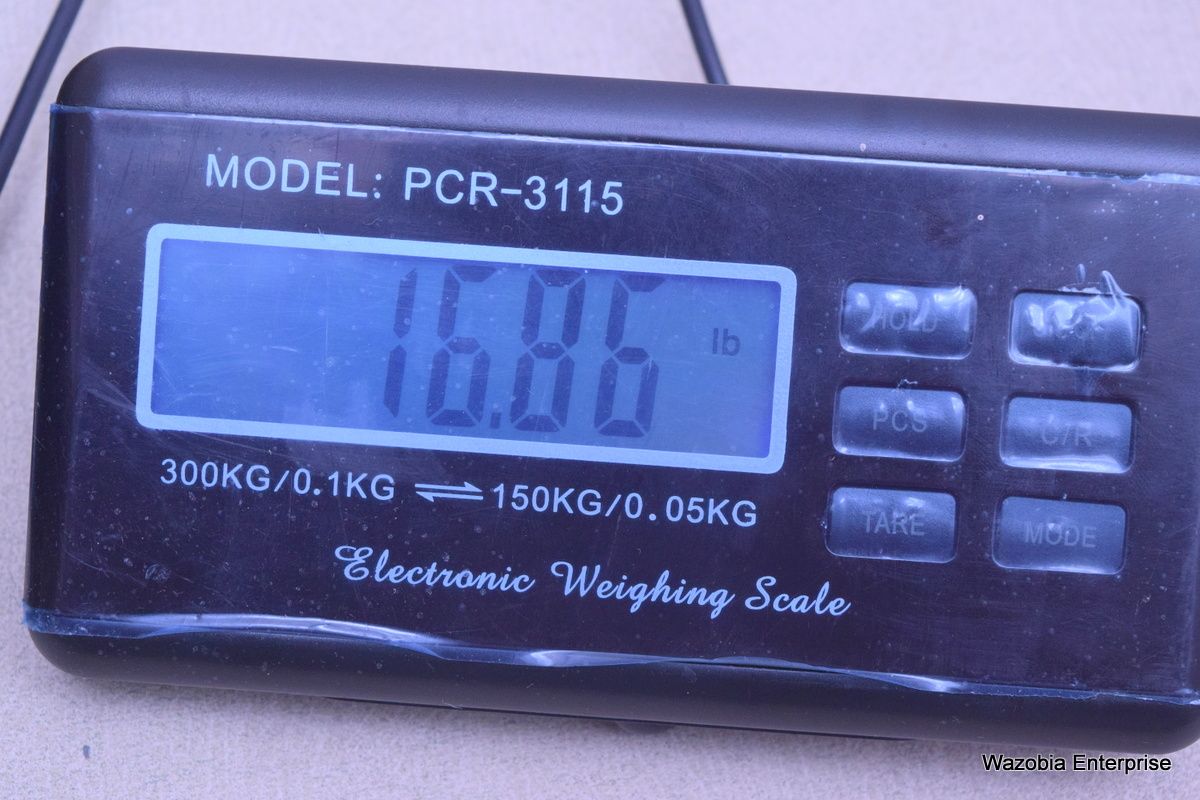 MODEL: PCR-3115
16.86 lb
HOLD
PCS C/R
TARE MODE
300KG/0.1KG ⇌ 150KG/0.05KG
Electronic Weighing Scale
Wazobia Enterprise